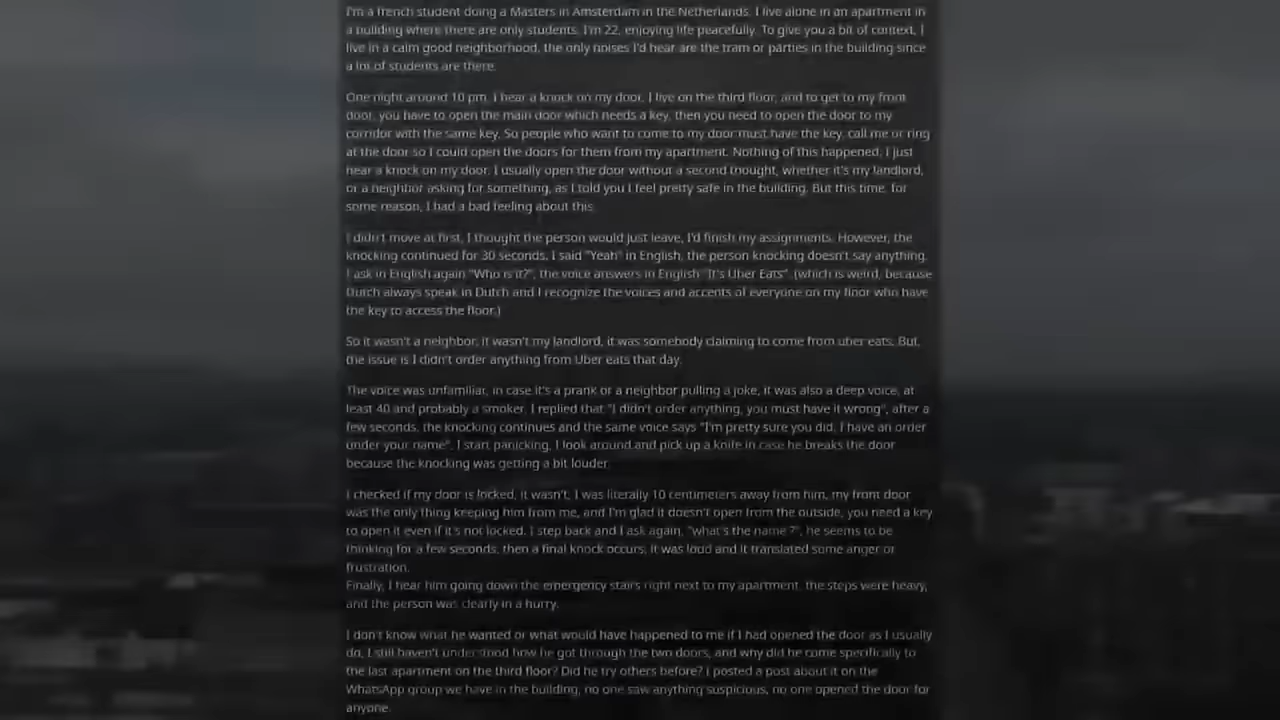 I'm a french student doing a Masters in Amsterdam in the Netherlands. I live alone in an apartment in
a building where there are only students. I'm 22, enjoying life peacefully. To give you a bit of context, I
live in a calm good neighborhood, the only noises I'd hear are the tram or parties in the building since
a lot of students are there.
One night around 10 pm, I hear a knock on my door. I live on the third floor, and to get to my front
door, you have to open the main door which needs a key, then you need to open the door to my
corridor with the same key. So people who want to come to my door must have the key, call me or ring
at the door so I could open the doors for them from my apartment. Nothing of this happened, I just
hear a knock on my door. I usually open the door without a second thought, whether it's my landlord,
or a neighbor asking for something, as I told you I feel pretty safe in the building. But this time, for
some reason, I had a bad feeling about this.
I didn't move at first, I thought the person would just leave, I'd finish my assignments. However, the
knocking continued for 30 seconds, I said "Yeah" in English, the person knocking doesn't say anything.
I ask in English again "Who is it?", the voice answers in English "It's Uber Eats". (which is weird, because
Dutch always speak in Dutch and I recognize the voices and accents of everyone on my floor who have
the key to access the floor.)
So it wasn't a neighbor, it wasn't my landlord, it was somebody claiming to come from uber eats. But,
the issue is I didn't order anything from Uber eats that day.
The voice was unfamiliar, in case it's a prank or a neighbor pulling a joke, it was also a deep voice, at
least 40 and probably a smoker. I replied that "I didn't order anything, you must have it wrong", after a
few seconds, the knocking continues and the same voice says "I'm pretty sure you did, I have an order
under your name". I start panicking, I look around and pick up a knife in case he breaks the door
because the knocking was getting a bit louder.
I checked if my door is locked, it wasn't, I was literally 10 centimeters away from him, my front door
was the only thing keeping him from me, and I'm glad it doesn't open from the outside, you need a key
to open it even if it's not locked. I step back and I ask again, "what's the name ?", he seems to be
thinking for a few seconds, then a final knock occurs, it was loud and it translated some anger or
frustration.
Finally, I hear him going down the emergency stairs right next to my apartment, the steps were heavy,
and the person was clearly in a hurry.
I don't know what he wanted or what would have happened to me if I had opened the door as I usually
do, I still haven't understood how he got through the two doors, and why did he come specifically to
the last apartment on the third floor? Did he try others before? I posted a post about it on the
WhatsApp group we have in the building, no one saw anything suspicious, no one opened the door for
anyone.